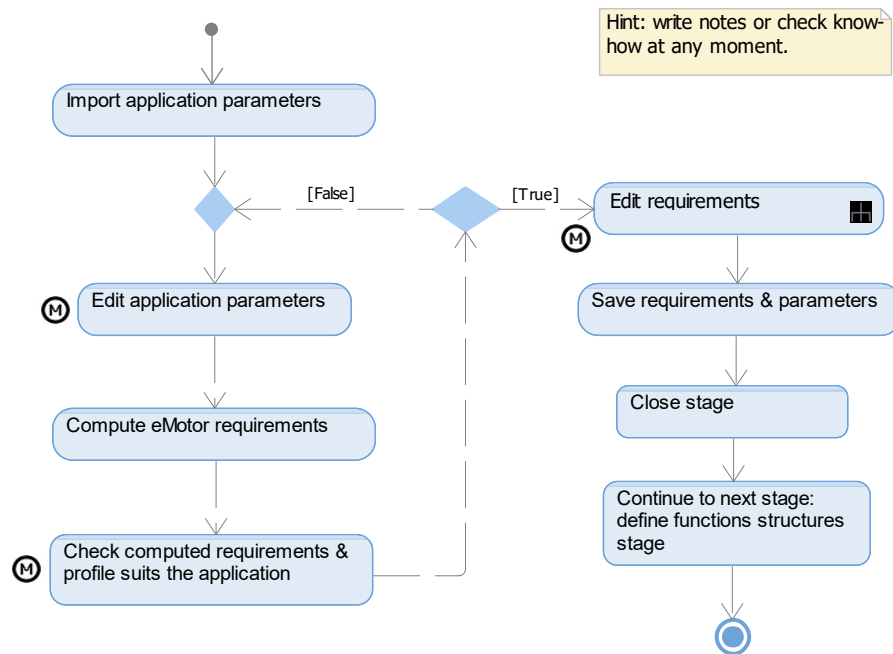 Hint: write notes or check know-
how at any moment.
Import application parameters
[False]
[True]
Edit requirements
M
M
Edit application parameters
Save requirements & parameters
Compute eMotor requirements
Close stage
Continue to next stage:
define functions structures
stage
M
Check computed requirements &
profile suits the application